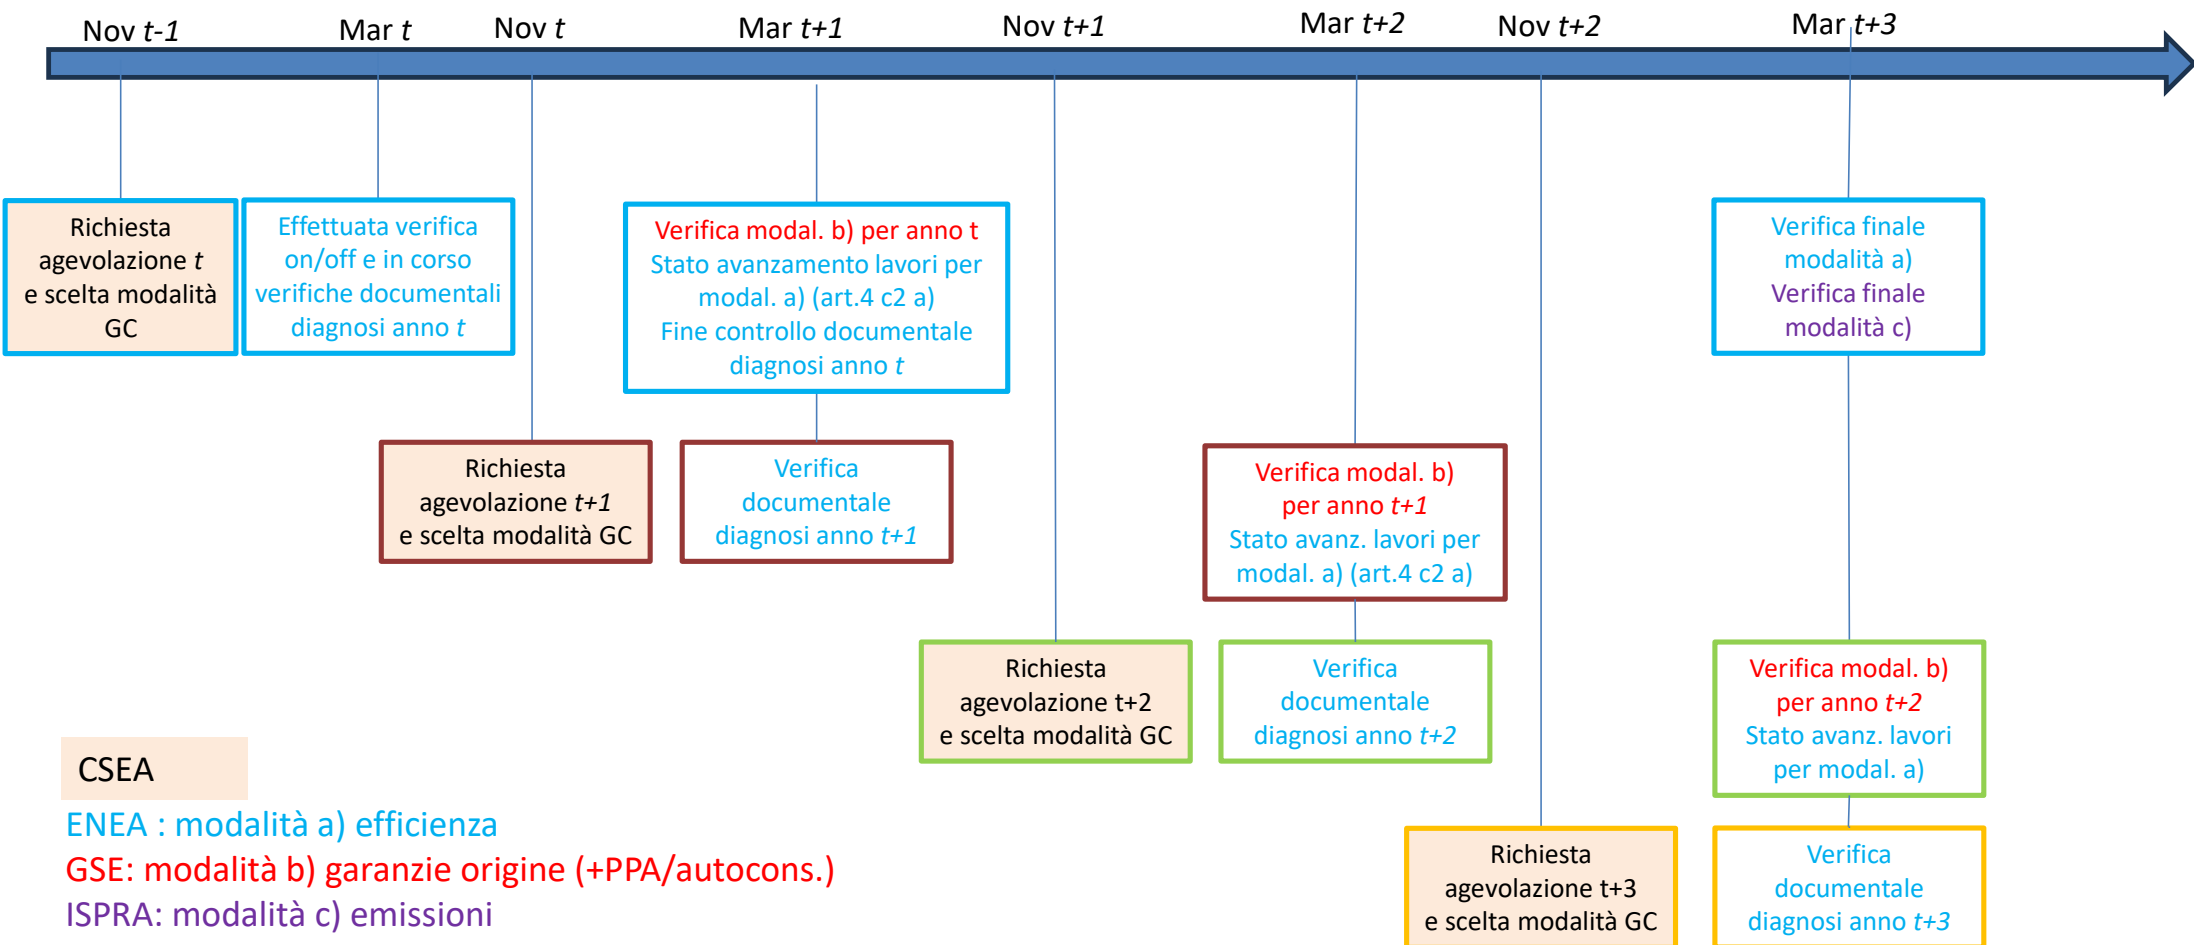 Nov t-1
Mar t
Nov t
Mar t+1
Nov t+1
Mar t+2
Nov t+2
Mar t+3
Richiesta
agevolazione t
e scelta modalità
GC
Effettuata verifica
on/off e in corso
verifiche documentali
diagnosi anno t
Verifica modal. b) per anno t
Stato avanzamento lavori per
modal. a) (art.4 c2 a)
Fine controllo documentale
diagnosi anno t
Verifica finale
modalità a)
Verifica finale
modalità c)
Richiesta
agevolazione t+1
e scelta modalità GC
Verifica
documentale
diagnosi anno t+1
Verifica modal. b)
per anno t+1
Stato avanz. lavori per
modal. a) (art.4 c2 a)
Richiesta
agevolazione t+2
e scelta modalità GC
Verifica
documentale
diagnosi anno t+2
Verifica modal. b)
per anno t+2
Stato avanz. lavori
per modal. a)
Richiesta
agevolazione t+3
e scelta modalità GC
Verifica
documentale
diagnosi anno t+3
CSEA
ENEA : modalità a) efficienza
GSE: modalità b) garanzie origine (+PPA/autocons.)
ISPRA: modalità c) emissioni